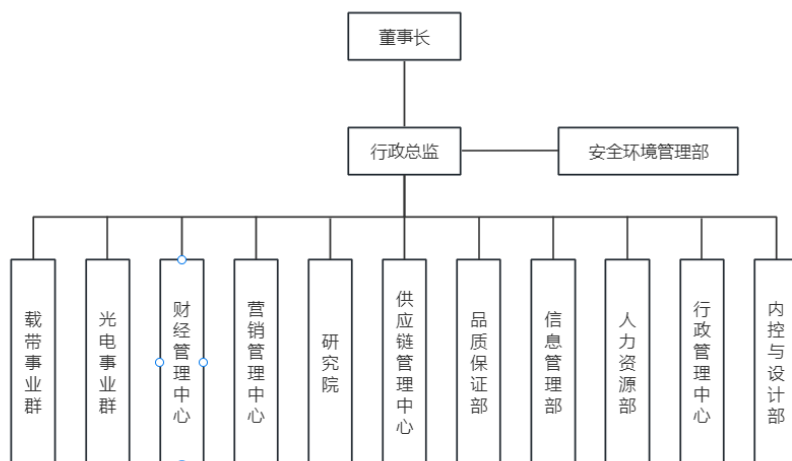 董事长
行政总监
安全环境管理部
载带事业群
光电事业群
财经管理中心
营销管理中心
研究院
供应链管理中心
品质保证部
信息管理部
人力资源部
行政管理中心
内控与设计部